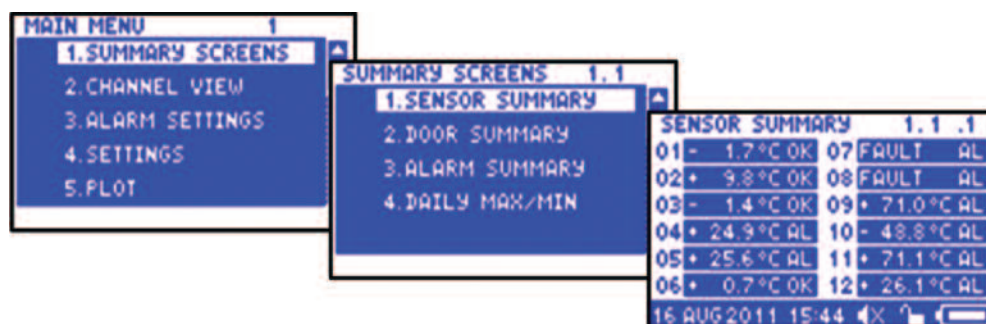 MAIN MENU 1
1.SUMMARY SCREENS
2.CHANNEL VIEW
3.ALARM SETTINGS
4.SETTINGS
5.PLOT
SUMMARY SCREENS 1.1
1.SENSOR SUMMARY
2.DOOR SUMMARY
3.ALARM SUMMARY
4.DAILY MAX/MIN
SENSOR SUMMARY 1.1 .1
01 - 1.7°C OK 07 FAULT AL
02 + 9.8°C OK 08 FAULT AL
03 - 1.4°C OK 09 + 71.0°C AL
04 + 24.9°C AL 10 - 48.8°C AL
05 + 25.6°C AL 11 + 71.1°C AL
06 + 0.7°C OK 12 + 26.1°C AL
16 AUG 2011 15:44